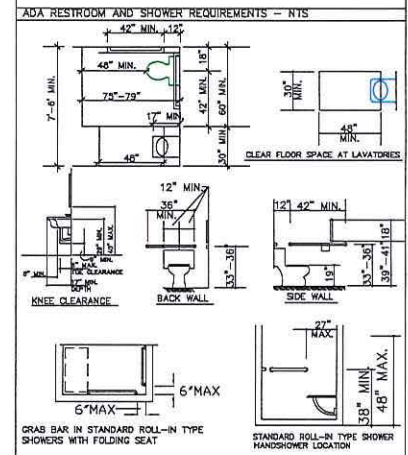 ADA RESTROOM AND SHOWER REQUIREMENTS - NTS
42" MIN. 12"
48" MIN.
18"
75"-79"
42" MIN.
60" MIN.
7'-6" MIN.
17" MIN.
30" MIN.
48"
30" MIN.
48" MIN.
CLEAR FLOOR SPACE AT LAVATORIES
12" MIN.
36" MIN.
33"-36"
12" 42" MIN.
18"
33"-36"
39"-41"
19"
TOE CLEARANCE
17" MIN.
DEPTH
KNEE CLEARANCE
BACK WALL
SIDE WALL
6"MAX
6"MAX
27" MAX.
38" MIN.
48" MAX.
GRAB BAR IN STANDARD ROLL-IN TYPE
SHOWERS WITH FOLDING SEAT
STANDARD ROLL-IN TYPE SHOWER
HANDSHOWER LOCATION